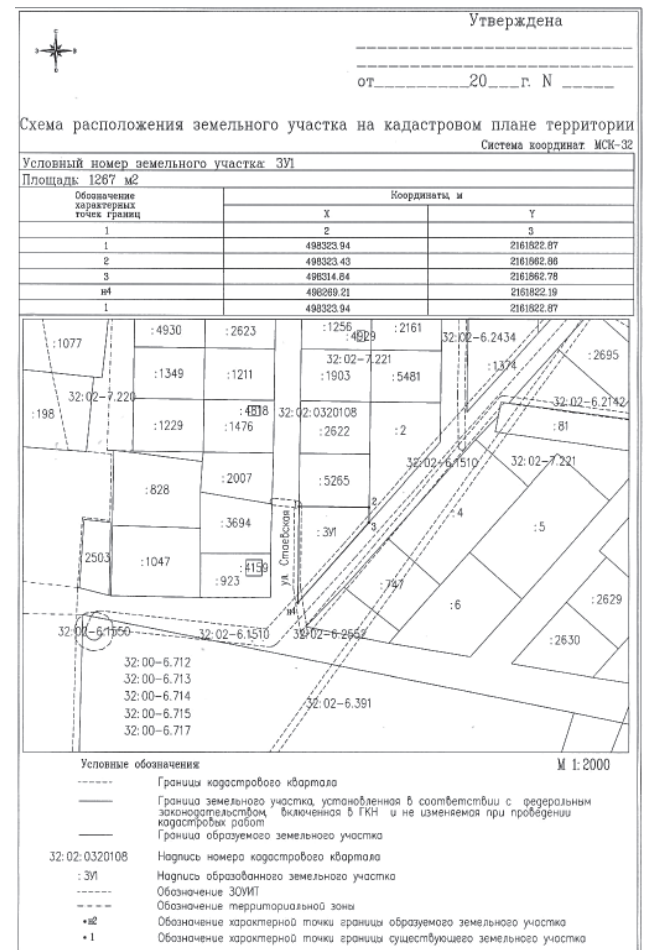 Утверждена
от__________20___г. N _____
Схема расположения земельного участка на кадастровом плане территории
Система координат МСК-32
Условный номер земельного участка: ЗУ1
Площадь: 1267 м2
Обозначение характерных точек границ
Координаты, м
X Y
1 2 3
1 498323.94 2161822.87
2 498323.43 2161862.86
3 498314.84 2161862.78
н4 498269.21 2161822.19
1 498323.94 2161822.87
:1077 :4930 :2623 :1256 :4929 :2161 32:02-6.2434
32:02-7.221 :1374 :2695
:1349 :1211 :1903 :5481
:198 32:02-7.220 32:02-6.2142
:1229 :4818 :1476 32:02:0320108 :2622 :2 :81
32:02-6.1510 32:02-7.221
:828 :2007 :5265
2
3
:3694 ул. Стаевская :ЗУ1 :4 :5
2503 :1047 :4159 :923 :747
н4 :6 :2629
32:02-6.1550 32:02-6.1510 32:02-6.2552 :2630
32:00-6.712
32:00-6.713
32:00-6.714
32:00-6.715
32:00-6.717
32:02-6.391
Условные обозначения:
М 1:2000
Границы кадастрового квартала
Граница земельного участка, установленная в соответствии с федеральным
законодательством, включенная в ГКН и не изменяемая при проведении
кадастровых работ
Граница образуемого земельного участка
32:02:0320108 Надпись номера кадастрового квартала
:ЗУ1 Надпись образованного земельного участка
Обозначение ЗОУИТ
Обозначение территориальной зоны
•н2 Обозначение характерной точки границы образуемого земельного участка
•1 Обозначение характерной точки границы существующего земельного участка